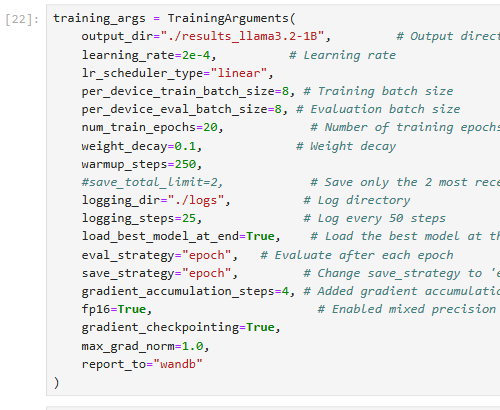 [22]: training_args = TrainingArguments(
    output_dir="./results_llama3.2-1B",         # Output direct
    learning_rate=2e-4,          # Learning rate
    lr_scheduler_type="linear",
    per_device_train_batch_size=8, # Training batch size
    per_device_eval_batch_size=8, # Evaluation batch size
    num_train_epochs=20,            # Number of training epochs
    weight_decay=0.1,             # Weight decay
    warmup_steps=250,
    #save_total_limit=2,            # Save only the 2 most rece
    logging_dir="./logs",          # Log directory
    logging_steps=25,              # Log every 50 steps
    load_best_model_at_end=True,    # Load the best model at th
    eval_strategy="epoch",   # Evaluate after each epoch
    save_strategy="epoch",         # Change save_strategy to 'e
    gradient_accumulation_steps=4, # Added gradient accumulatio
    fp16=True,                       # Enabled mixed precision
    gradient_checkpointing=True,
    max_grad_norm=1.0,
    report_to="wandb"
)